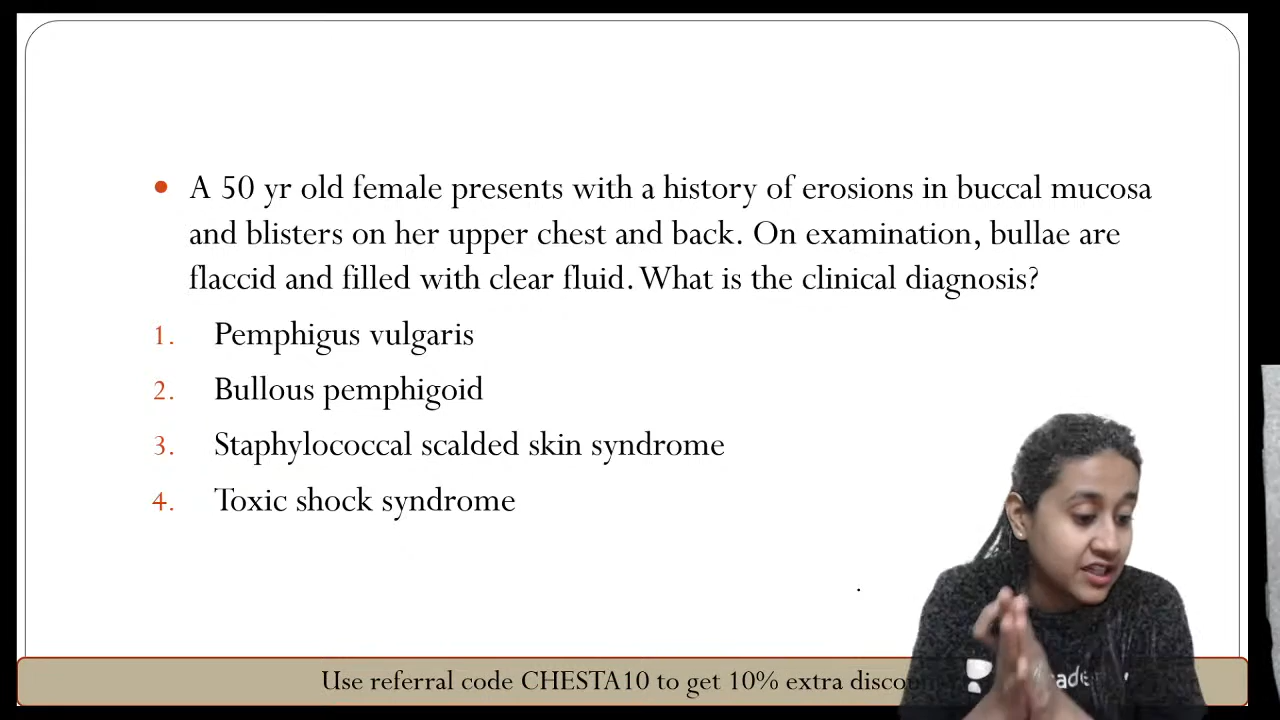 • A 50 yr old female presents with a history of erosions in buccal mucosa
and blisters on her upper chest and back. On examination, bullae are
flaccid and filled with clear fluid. What is the clinical diagnosis?
1. Pemphigus vulgaris
2. Bullous pemphigoid
3. Staphylococcal scalded skin syndrome
4. Toxic shock syndrome
.
Use referral code CHESTA10 to get 10% extra